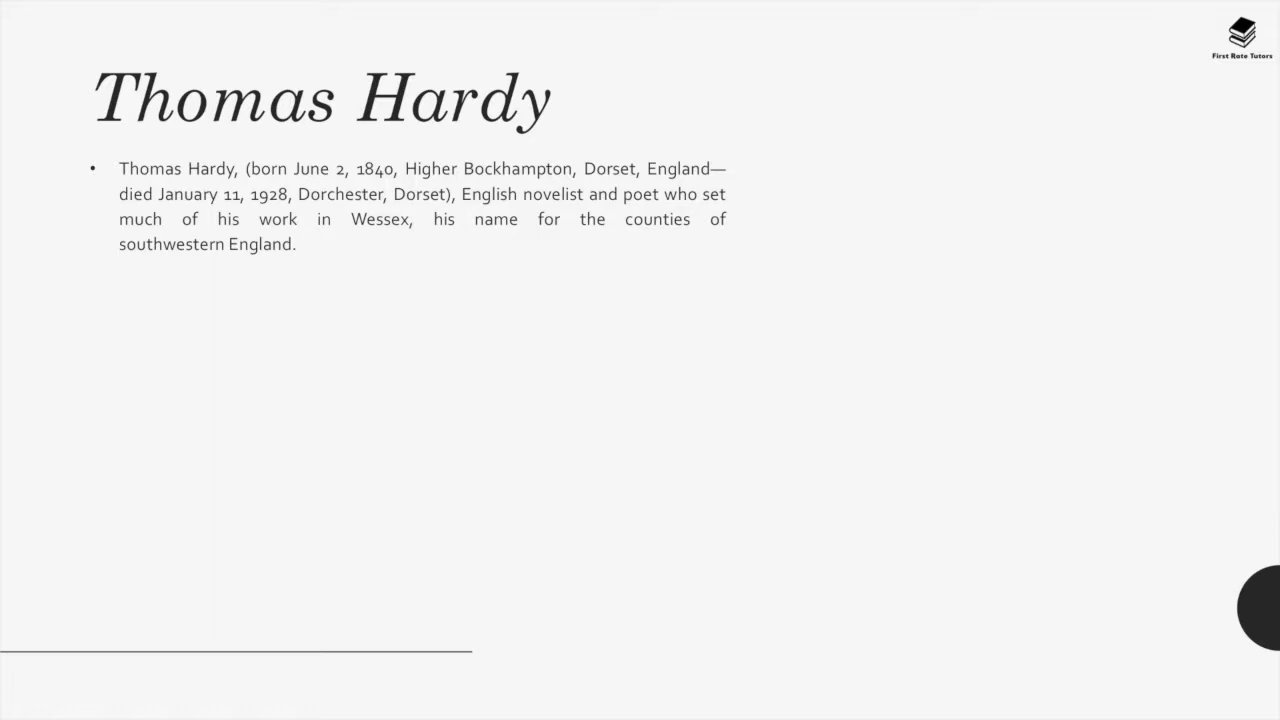 First Rate Tutors
Thomas Hardy
• Thomas Hardy, (born June 2, 1840, Higher Bockhampton, Dorset, England—
died January 11, 1928, Dorchester, Dorset), English novelist and poet who set
much of his work in Wessex, his name for the counties of
southwestern England.